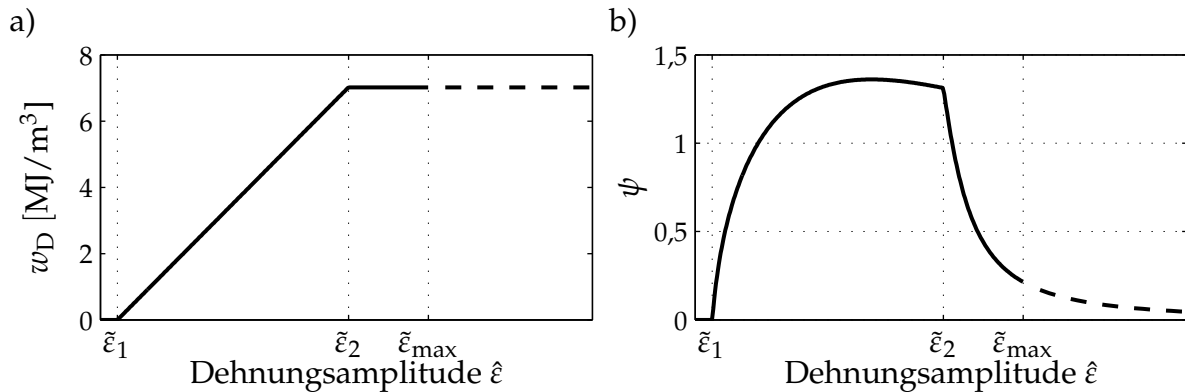 a)
8
6
4
2
0
w_D [MJ/m³]
ε̃₁
ε̃₂
ε̃_max
Dehnungsamplitude ε̂
b)
1,5
1
0,5
0
ψ
ε̃₁
ε̃₂
ε̃_max
Dehnungsamplitude ε̂